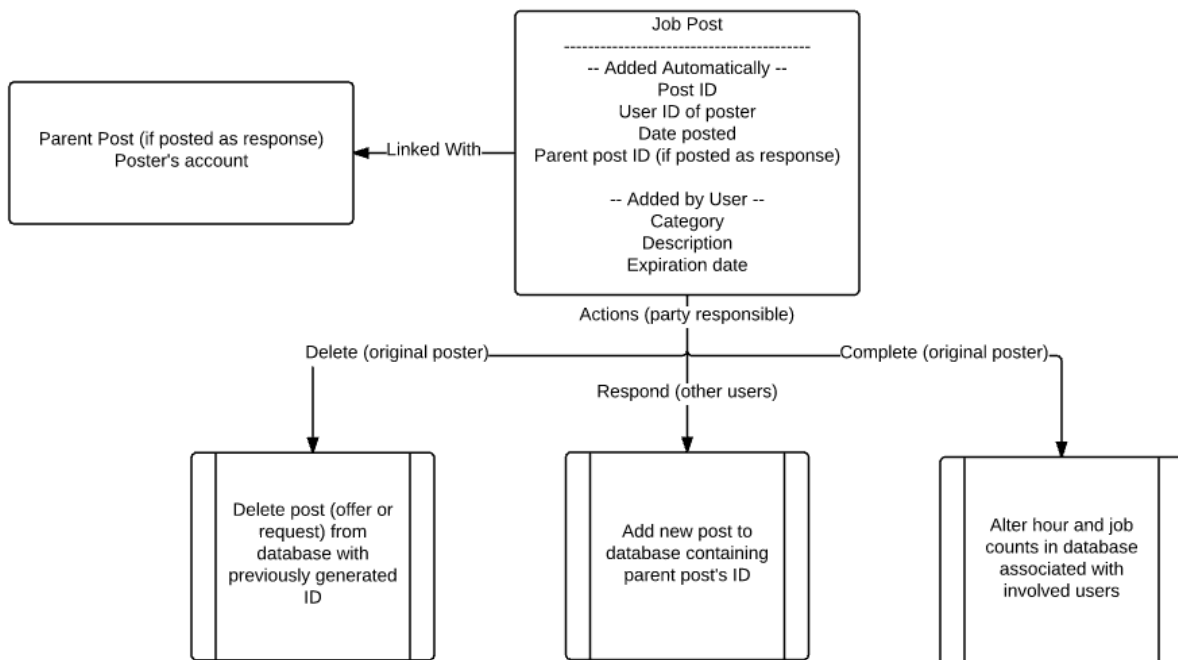 Job Post
-----------------------------------------
-- Added Automatically --
Post ID
User ID of poster
Date posted
Parent post ID (if posted as response)
-- Added by User --
Category
Description
Expiration date
Parent Post (if posted as response)
Poster's account
Linked With
Actions (party responsible)
Delete (original poster)
Complete (original poster)
Respond (other users)
Delete post (offer or
request) from
database with
previously generated
ID
Add new post to
database containing
parent post's ID
Alter hour and job
counts in database
associated with
involved users